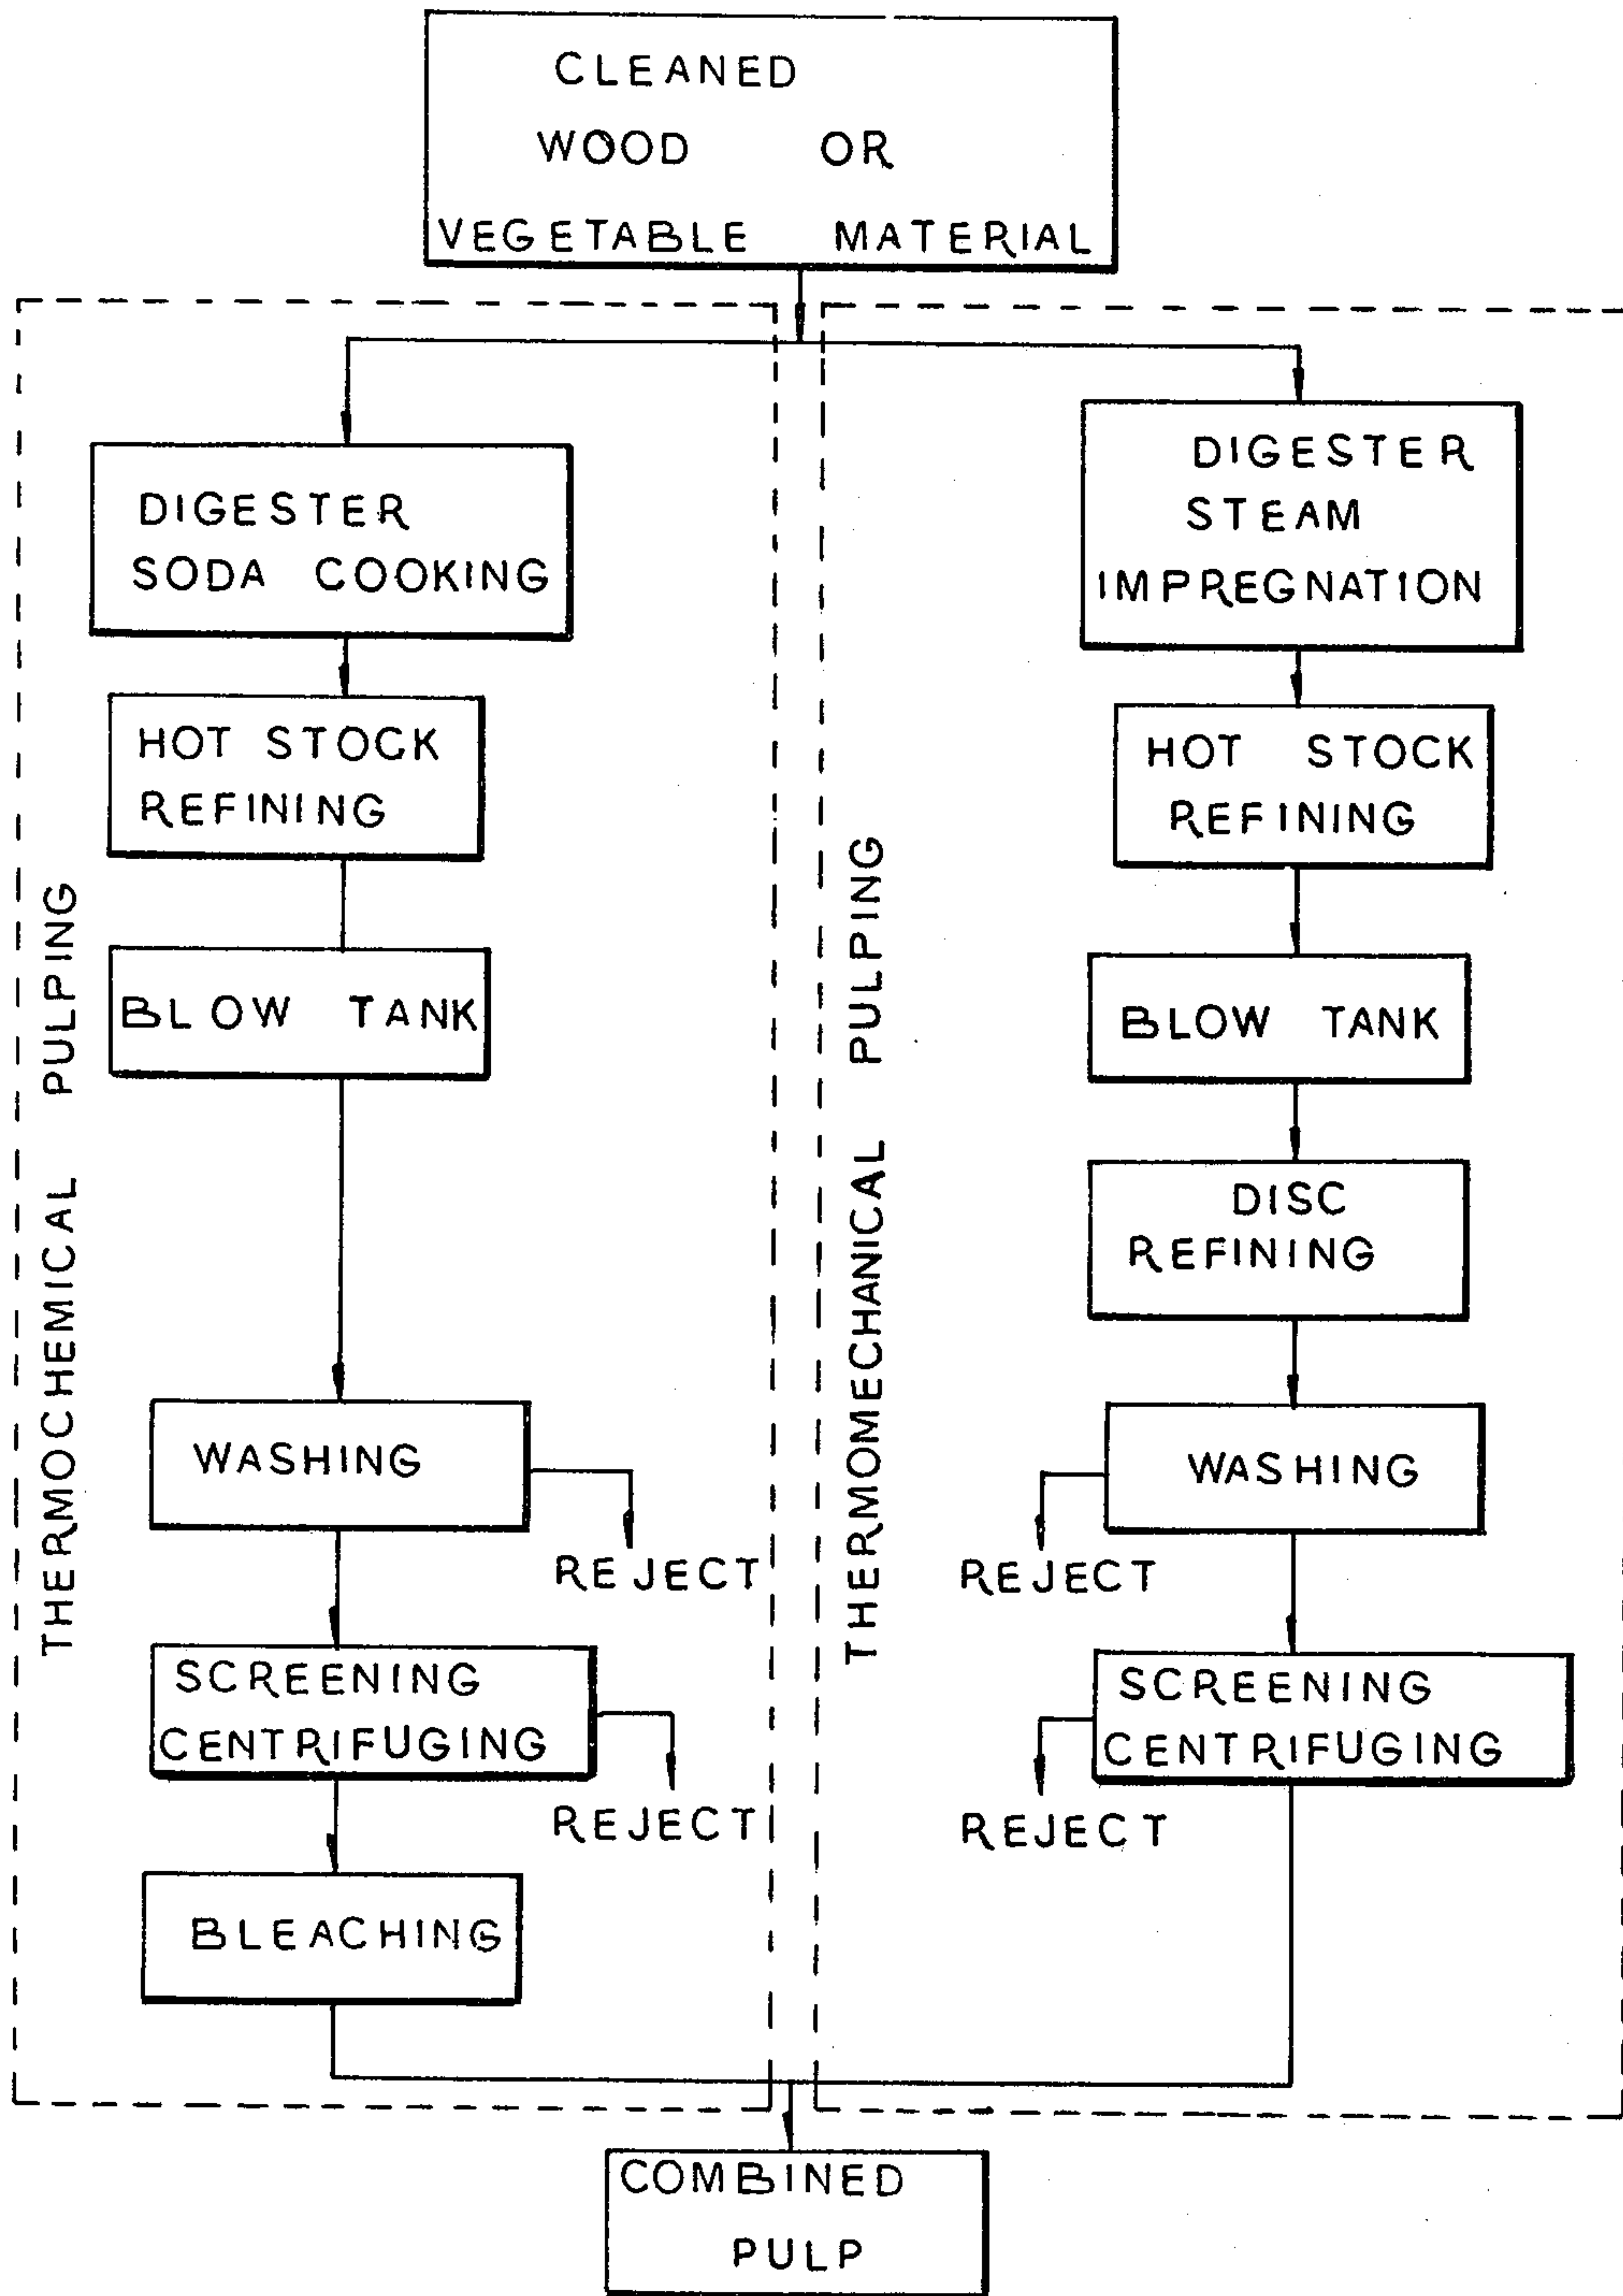 CLEANED
WOOD OR
VEGETABLE MATERIAL
THERMOCHEMICAL PULPING
DIGESTER
SODA COOKING
HOT STOCK
REFINING
BLOW TANK
WASHING
REJECT
SCREENING
CENTRIFUGING
REJECT
BLEACHING
THERMOMECHANICAL PULPING
DIGESTER
STEAM
IMPREGNATION
HOT STOCK
REFINING
BLOW TANK
DISC
REFINING
WASHING
REJECT
SCREENING
CENTRIFUGING
REJECT
COMBINED
PULP